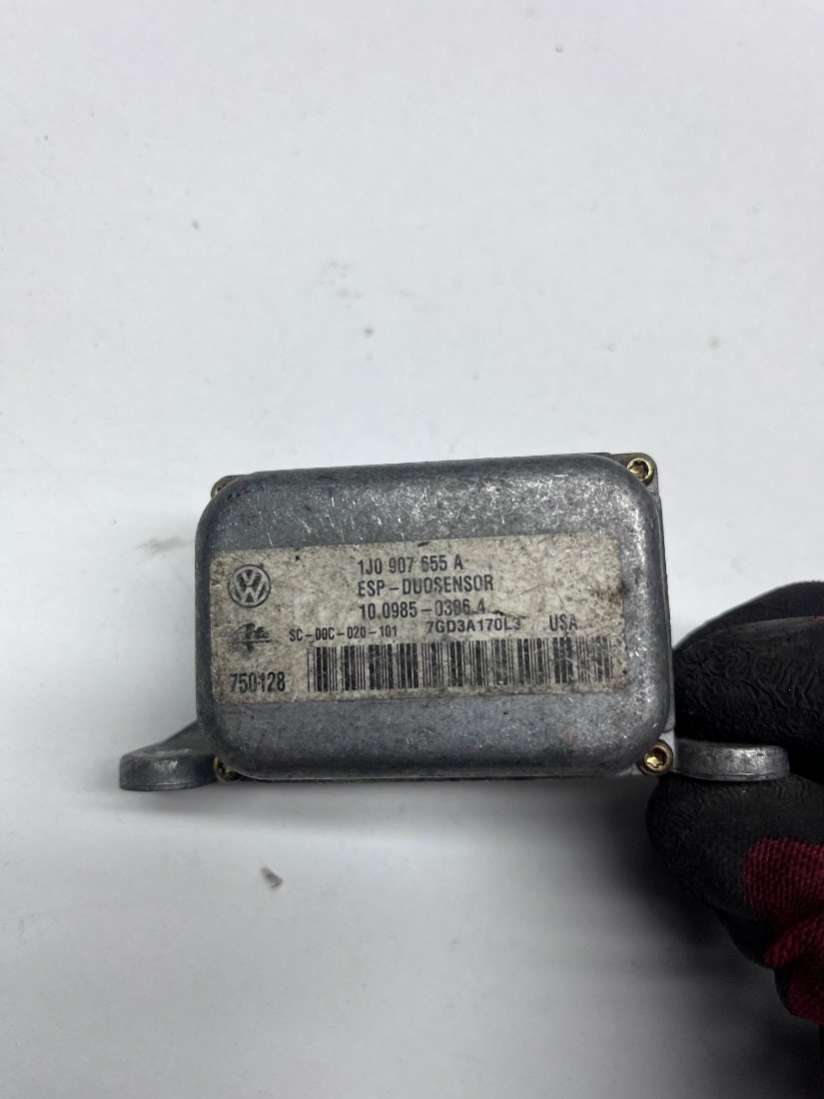 1J0 907 655 A
ESP-DUOSENSOR
10.0985-0396.4
SC-00C-020-101 7GD3A170L3 USA
750128